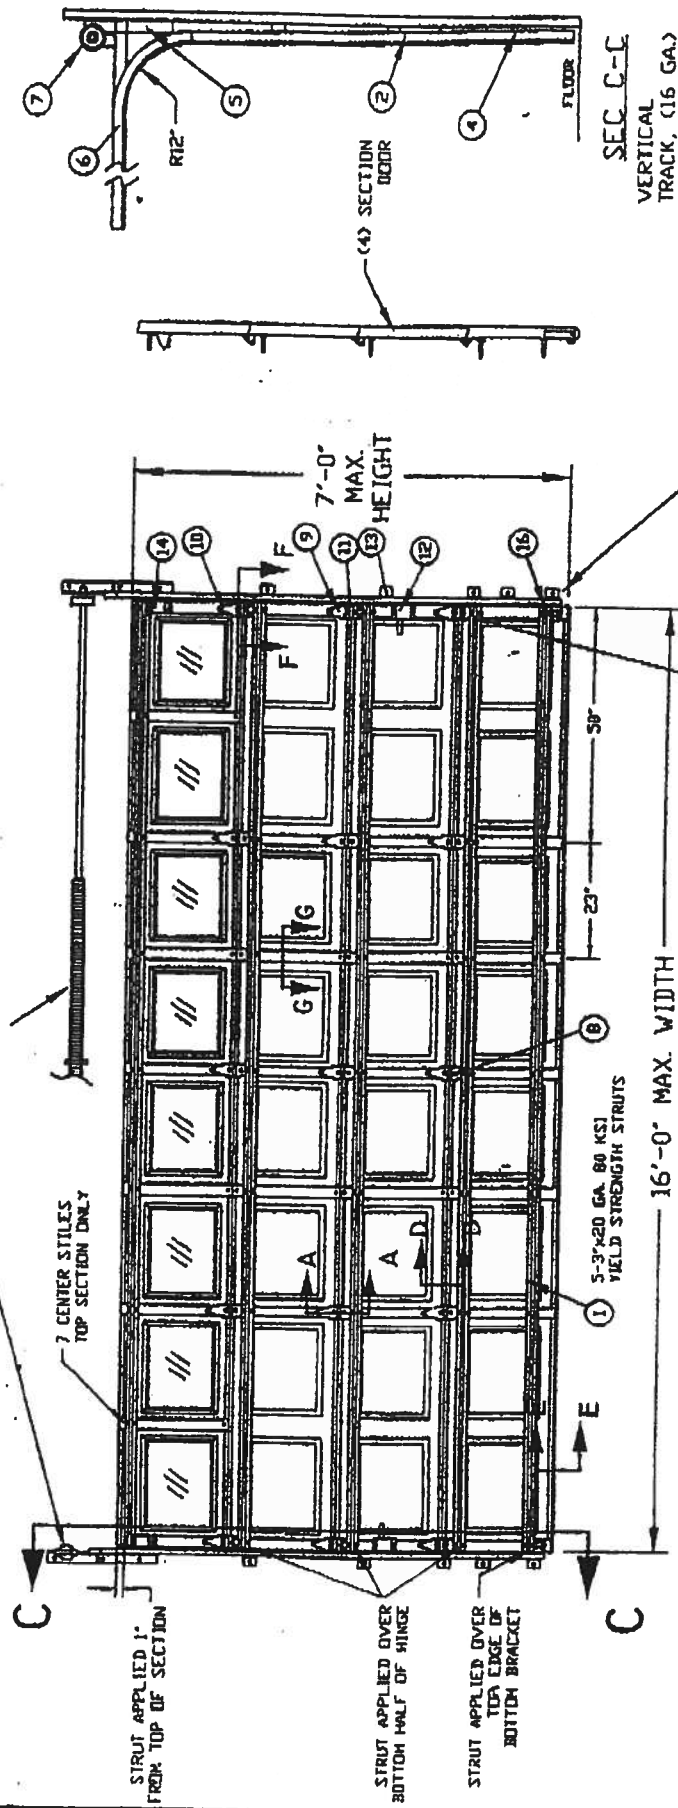 7
6
5
R12"
2
4
FLOOR
SEC C-C
VERTICAL
TRACK, (16 GA.)
(4) SECTION
DOOR
7'-0"
MAX.
HEIGHT
14
10
F
F
9
11
13
12
16
50"
23"
G
G
8
16'-0" MAX. WIDTH
7 CENTER STILES
TOP SECTION ONLY
A
A
D
D
1
5-3"x20 GA. 80 KSI
YIELD STRENGTH STRUTS
E
E
C
C
STRUT APPLIED 1"
FROM TOP OF SECTION
STRUT APPLIED OVER
BOTTOM HALF OF HINGE
STRUT APPLIED OVER
TOP EDGE OF
BOTTOM BRACKET